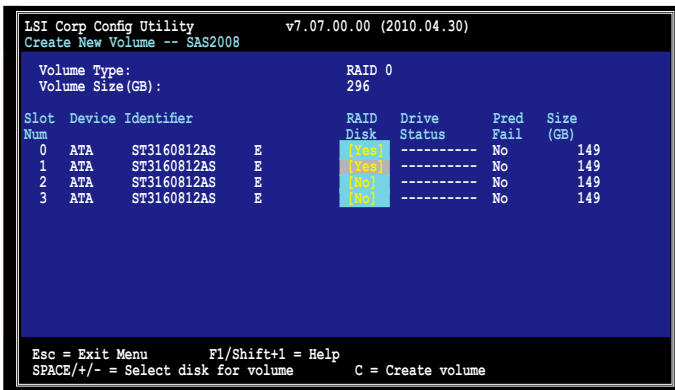 LSI Corp Config Utility v7.07.00.00 (2010.04.30)
Create New Volume -- SAS2008
Volume Type: RAID 0
Volume Size(GB): 296
Slot Device Identifier RAID Drive Pred Size
Num Disk Status Fail (GB)
0 ATA ST3160812AS E [Yes] ---------- No 149
1 ATA ST3160812AS E [Yes] ---------- No 149
2 ATA ST3160812AS E [No] ---------- No 149
3 ATA ST3160812AS E [No] ---------- No 149
Esc = Exit Menu F1/Shift+1 = Help
SPACE/+/- = Select disk for volume C = Create volume